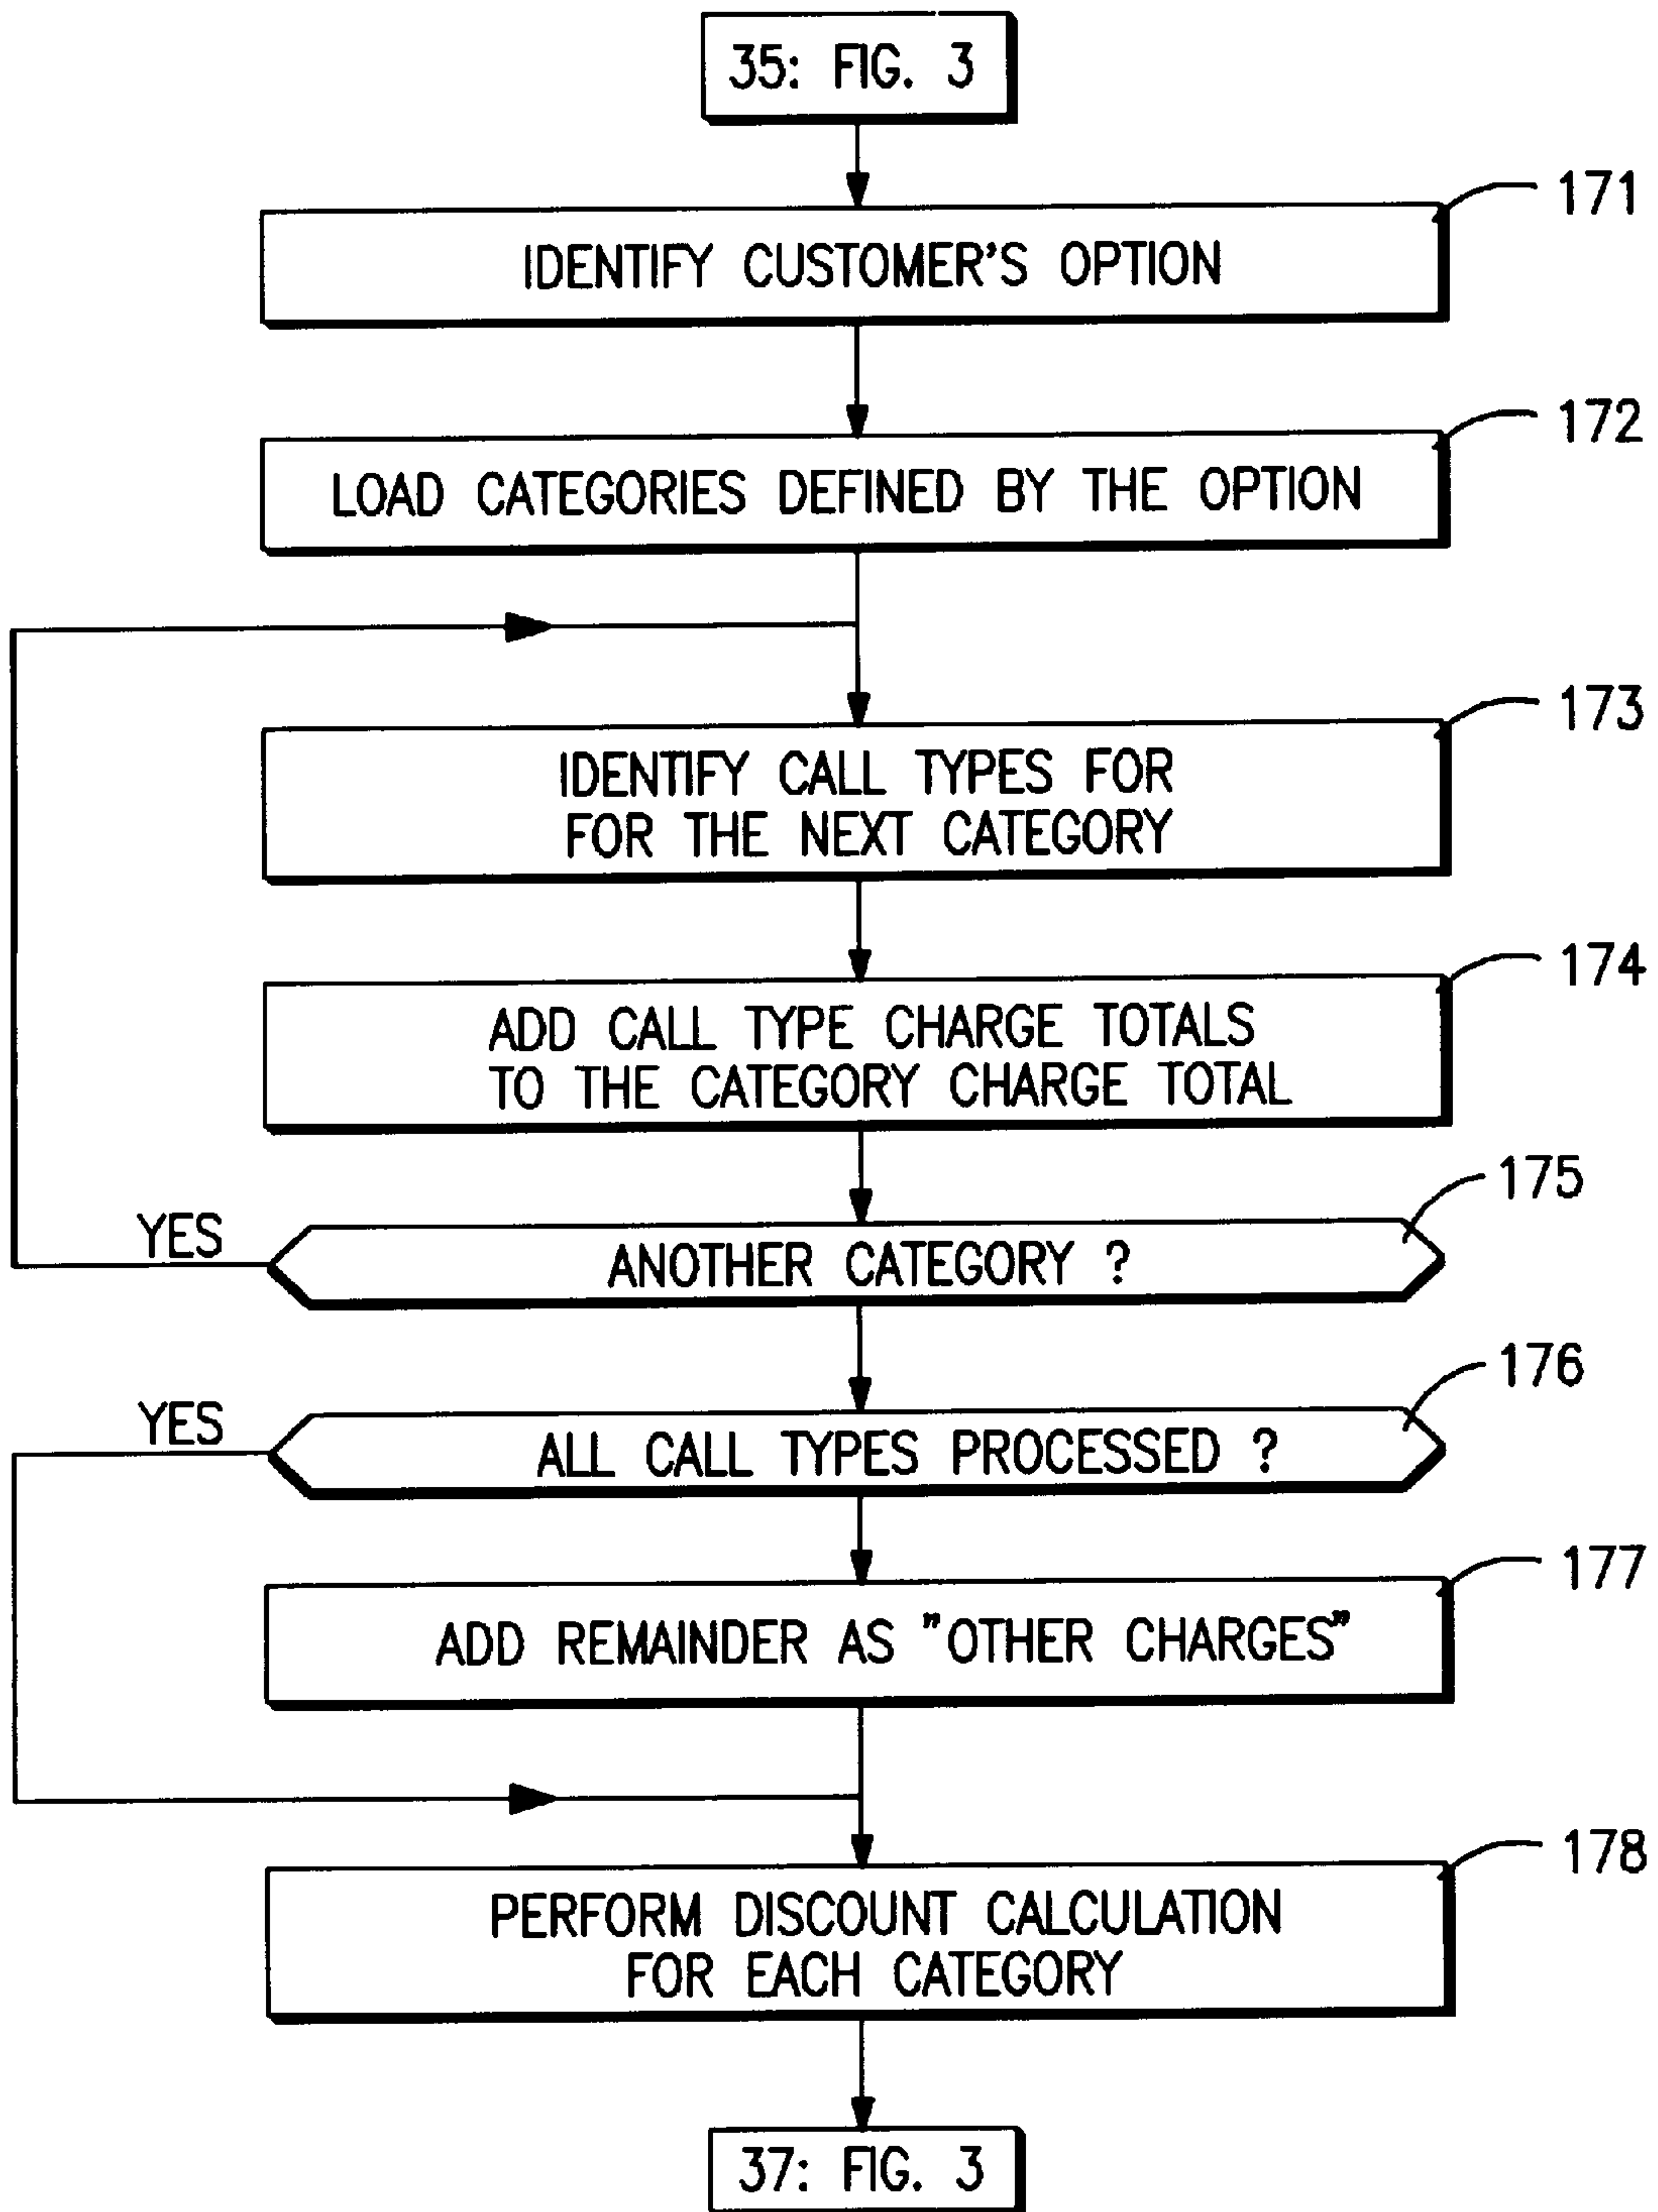 35: FIG. 3
171
IDENTIFY CUSTOMER'S OPTION
172
LOAD CATEGORIES DEFINED BY THE OPTION
173
IDENTIFY CALL TYPES FOR
FOR THE NEXT CATEGORY
174
ADD CALL TYPE CHARGE TOTALS
TO THE CATEGORY CHARGE TOTAL
175
YES
ANOTHER CATEGORY ?
176
YES
ALL CALL TYPES PROCESSED ?
177
ADD REMAINDER AS "OTHER CHARGES"
178
PERFORM DISCOUNT CALCULATION
FOR EACH CATEGORY
37: FIG. 3